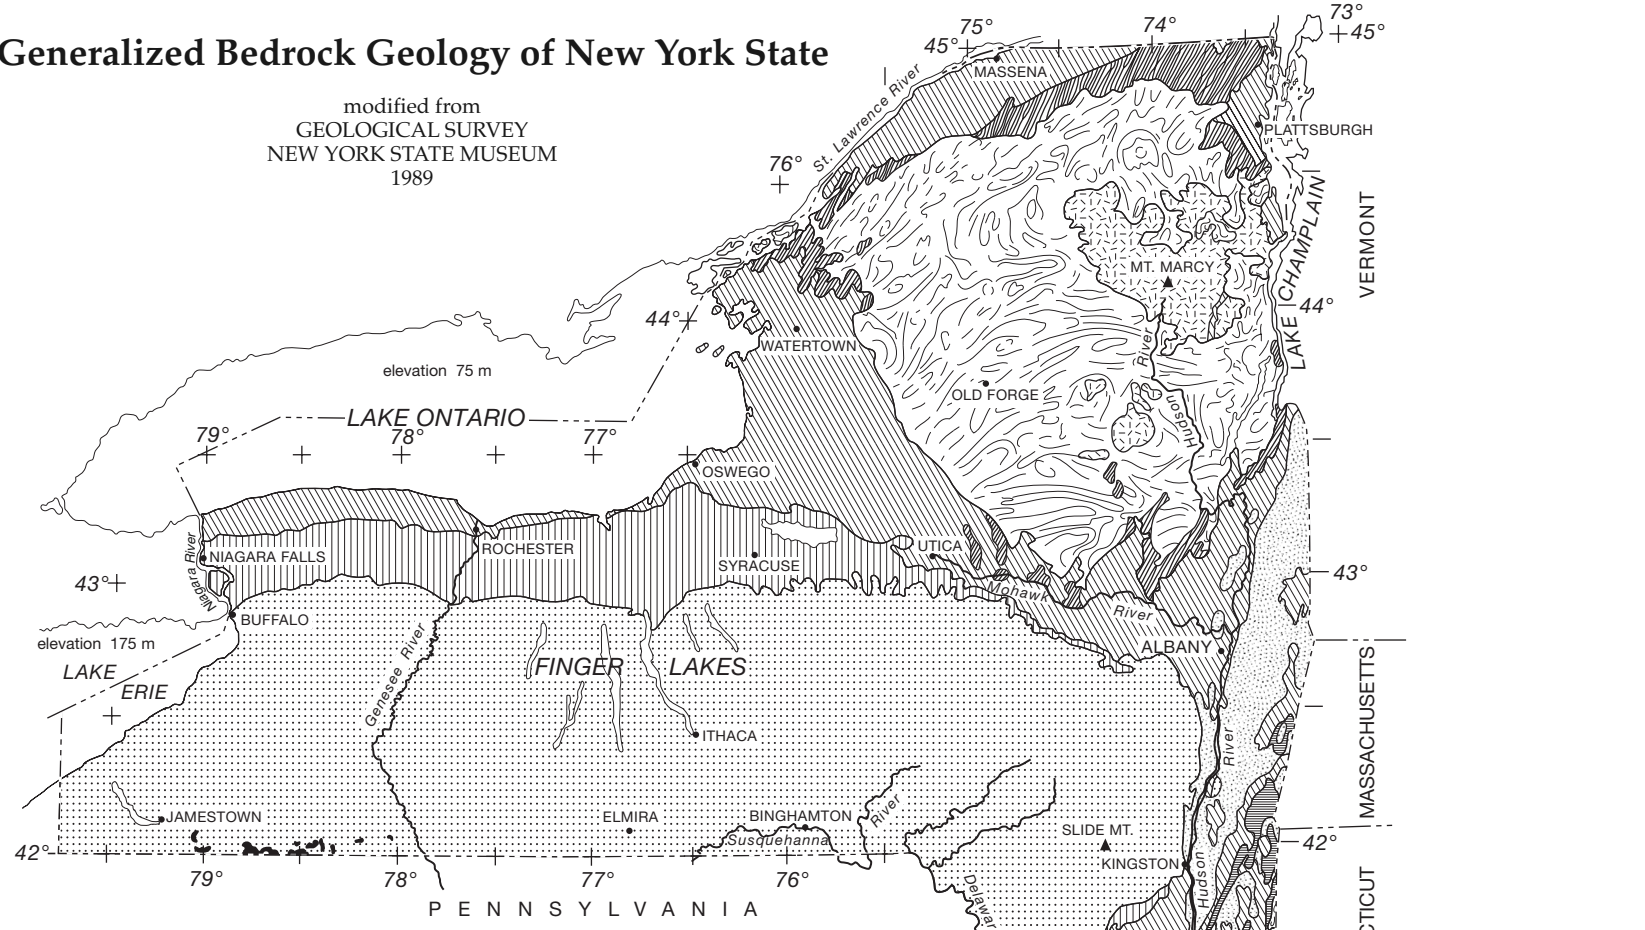 Generalized Bedrock Geology of New York State
modified from
GEOLOGICAL SURVEY
NEW YORK STATE MUSEUM
1989
75°
74°
73°
45°
45°
MASSENA
St. Lawrence River
PLATTSBURGH
76°
LAKE CHAMPLAIN
VERMONT
MT. MARCY
44°
44°
WATERTOWN
River
Hudson
OLD FORGE
elevation 75 m
LAKE ONTARIO
79°
78°
77°
OSWEGO
ROCHESTER
UTICA
Niagara River
NIAGARA FALLS
SYRACUSE
43°
43°
Mohawk
River
BUFFALO
elevation 175 m
ALBANY
LAKE
ERIE
Genesee River
FINGER LAKES
MASSACHUSETTS
ITHACA
River
JAMESTOWN
ELMIRA
BINGHAMTON
River
Susquehanna
SLIDE MT.
42°
42°
KINGSTON
79°
78°
77°
76°
Hudson
Delawar
CTICUT
PENNSYLVANIA